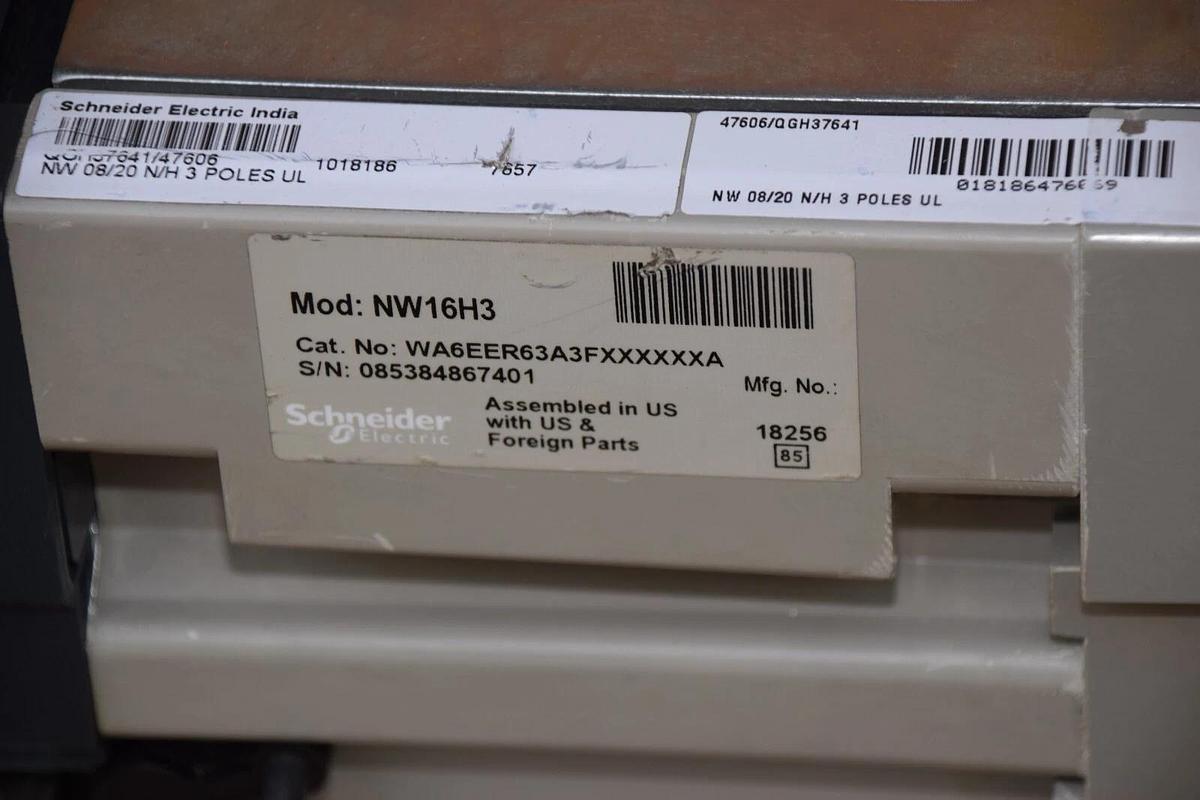 Schneider Electric India
/47606
NW 08/20 N/H 3 POLES UL
1018186
7657
47606/QGH37641
NW 08/20 N/H 3 POLES UL
Mod: NW16H3
Cat. No: WA6EER63A3FXXXXXXA
S/N: 085384867401
Mfg. No.:
Schneider
Electric
Assembled in US
with US &
Foreign Parts
18256
85